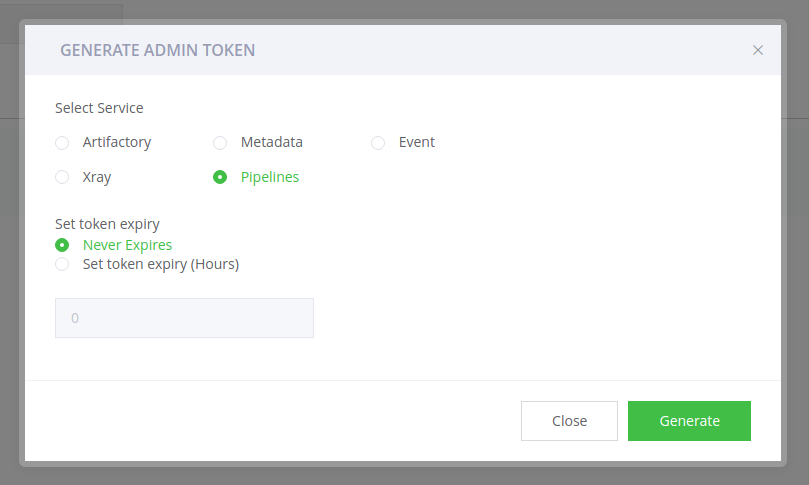 GENERATE ADMIN TOKEN
Select Service
Artifactory Metadata Event
Xray Pipelines
Set token expiry
Never Expires
Set token expiry (Hours)
0
Close Generate